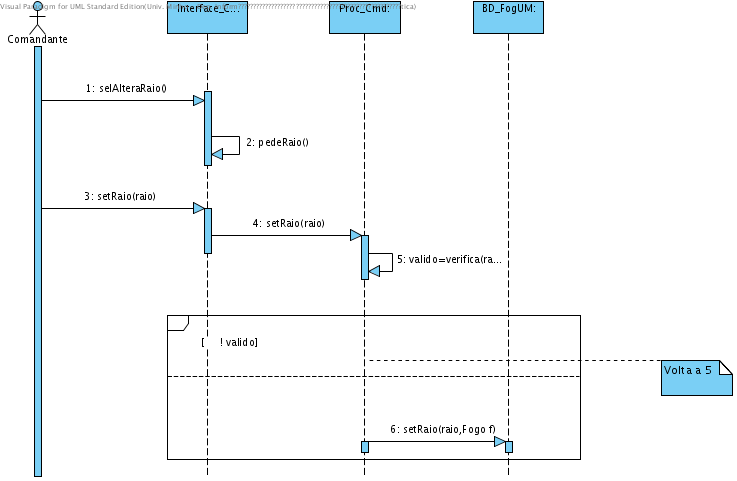 Visual Paradigm for UML Standard Edition(Univ.
Interface_C...
Proc_Cmd:
BD_FogUM:
Comandante
1: selAlteraRaio()
2: pedeRaio()
3: setRaio(raio)
4: setRaio(raio)
5: valido=verifica(ra...
[ ! valido]
Volta a 5
6: setRaio(raio,Fogo f)